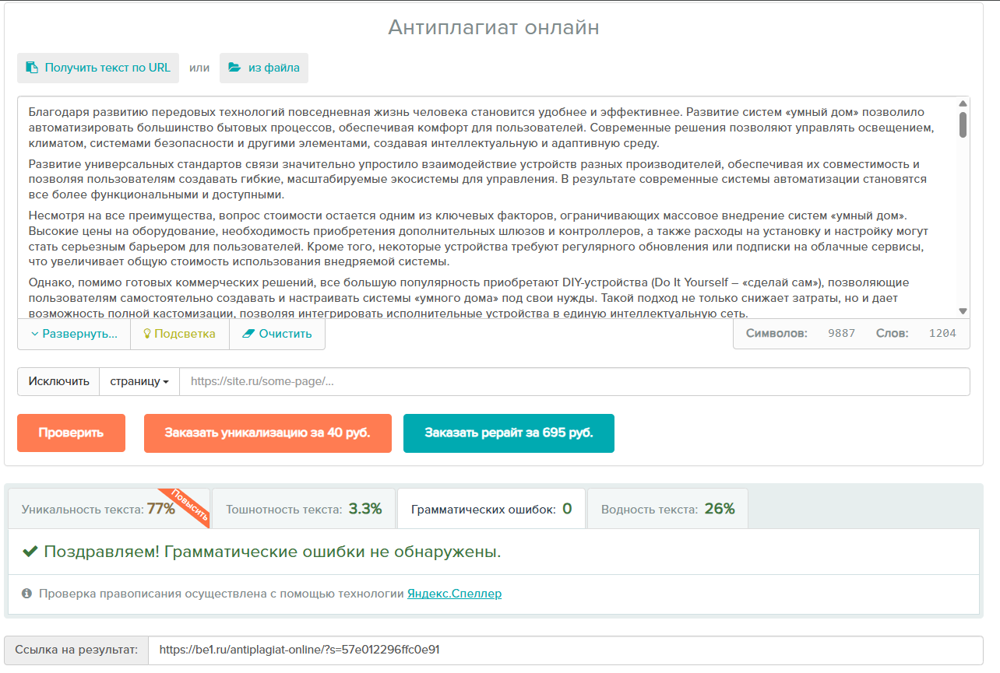 Антиплагиат онлайн
Получить текст по URL или из файла
Благодаря развитию передовых технологий повседневная жизнь человека становится удобнее и эффективнее. Развитие систем «умный дом» позволило
автоматизировать большинство бытовых процессов, обеспечивая комфорт для пользователей. Современные решения позволяют управлять освещением,
климатом, системами безопасности и другими элементами, создавая интеллектуальную и адаптивную среду.
Развитие универсальных стандартов связи значительно упростило взаимодействие устройств разных производителей, обеспечивая их совместимость и
позволяя пользователям создавать гибкие, масштабируемые экосистемы для управления. В результате современные системы автоматизации становятся
все более функциональными и доступными.
Несмотря на все преимущества, вопрос стоимости остается одним из ключевых факторов, ограничивающих массовое внедрение систем «умный дом».
Высокие цены на оборудование, необходимость приобретения дополнительных шлюзов и контроллеров, а также расходы на установку и настройку могут
стать серьезным барьером для пользователей. Кроме того, некоторые устройства требуют регулярного обновления или подписки на облачные сервисы,
что увеличивает общую стоимость использования внедряемой системы.
Однако, помимо готовых коммерческих решений, все большую популярность приобретают DIY-устройства (Do It Yourself – «сделай сам»), позволяющие
пользователям самостоятельно создавать и настраивать системы «умного дома» под свои нужды. Такой подход не только снижает затраты, но и дает
возможность полной кастомизации, позволяя интегрировать исполнительные устройства в единую интеллектуальную сеть.
Развернуть... Подсветка Очистить Символов: 9887 Слов: 1204
Исключить страницу https://site.ru/some-page/...
Проверить Заказать уникализацию за 40 руб. Заказать рерайт за 695 руб.
Уникальность текста: 77% Повысить Тошнотность текста: 3.3% Грамматических ошибок: 0 Водность текста: 26%
Поздравляем! Грамматические ошибки не обнаружены.
Проверка правописания осуществлена с помощью технологии Яндекс.Спеллер
Ссылка на результат: https://be1.ru/antiplagiat-online/?s=57e012296ffc0e91